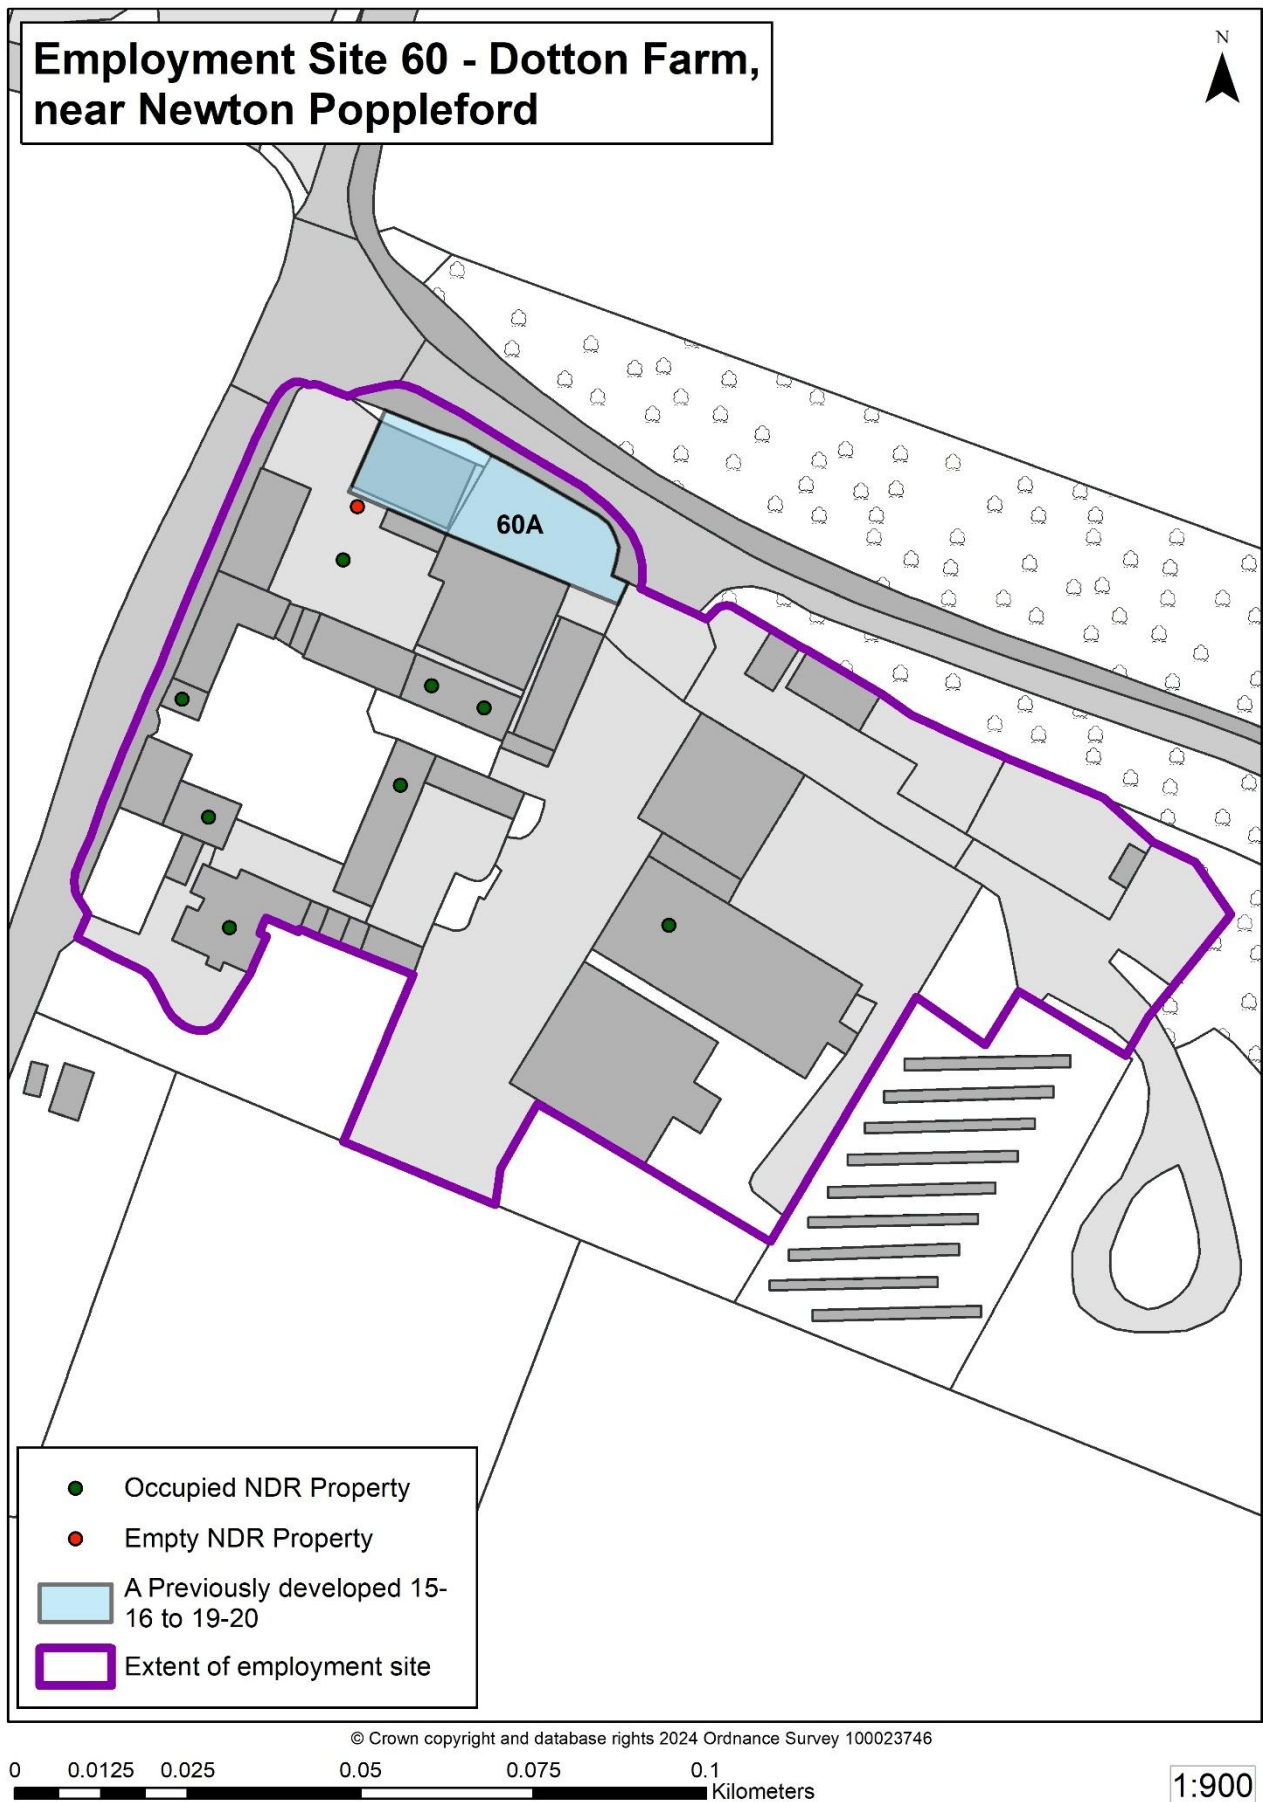 Employment Site 60 - Dotton Farm,
near Newton Poppleford
N
60A
Occupied NDR Property
Empty NDR Property
A Previously developed 15-
16 to 19-20
Extent of employment site
© Crown copyright and database rights 2024 Ordnance Survey 100023746
0 0.0125 0.025 0.05 0.075 0.1
Kilometers
1:900